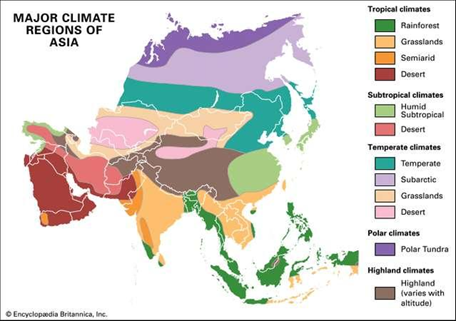 MAJOR CLIMATE
REGIONS OF
ASIA
Tropical climates
Rainforest
Grasslands
Semiarid
Desert
Subtropical climates
Humid
Subtropical
Desert
Temperate climates
Temperate
Subarctic
Grasslands
Desert
Polar climates
Polar Tundra
Highland climates
Highland
(varies with
altitude)
© Encyclopædia Britannica, Inc.